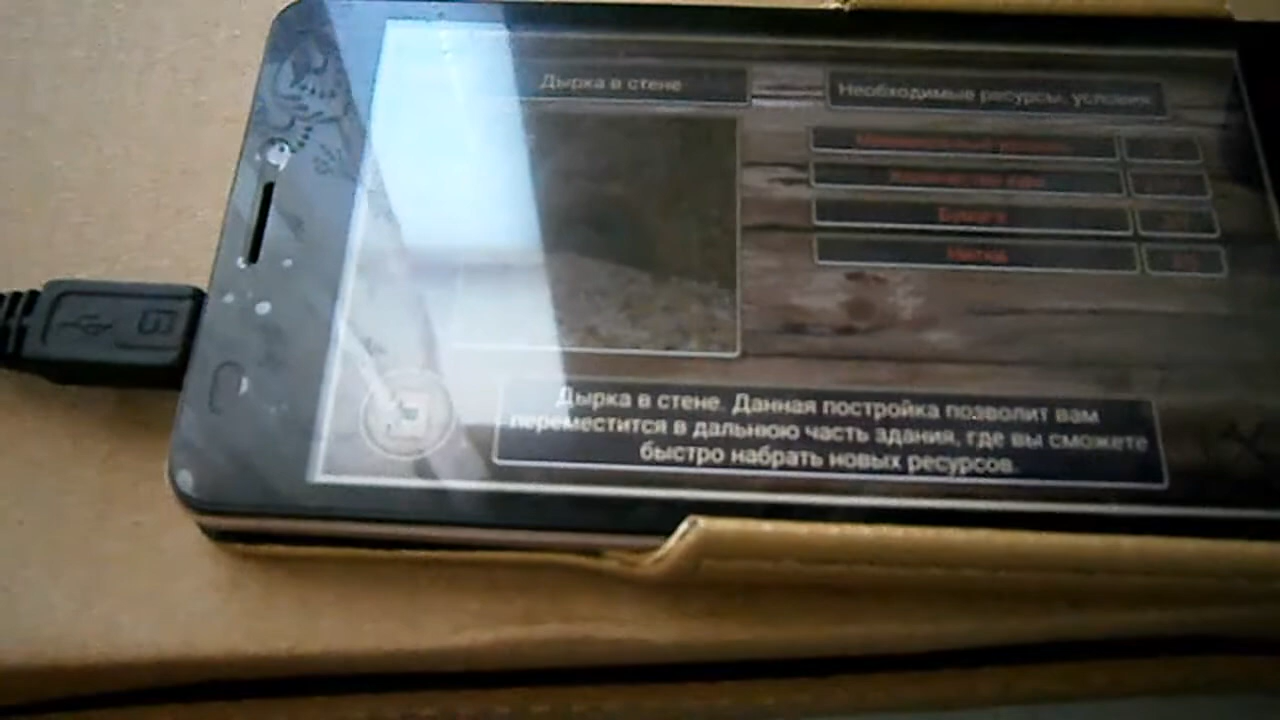 Дырка в стене
Необходимые ресурсы, условия
Бумага
Нитки
Дырка в стене. Данная постройка позволит вам
переместится в дальнюю часть здания, где вы сможете
быстро набрать новых ресурсов.